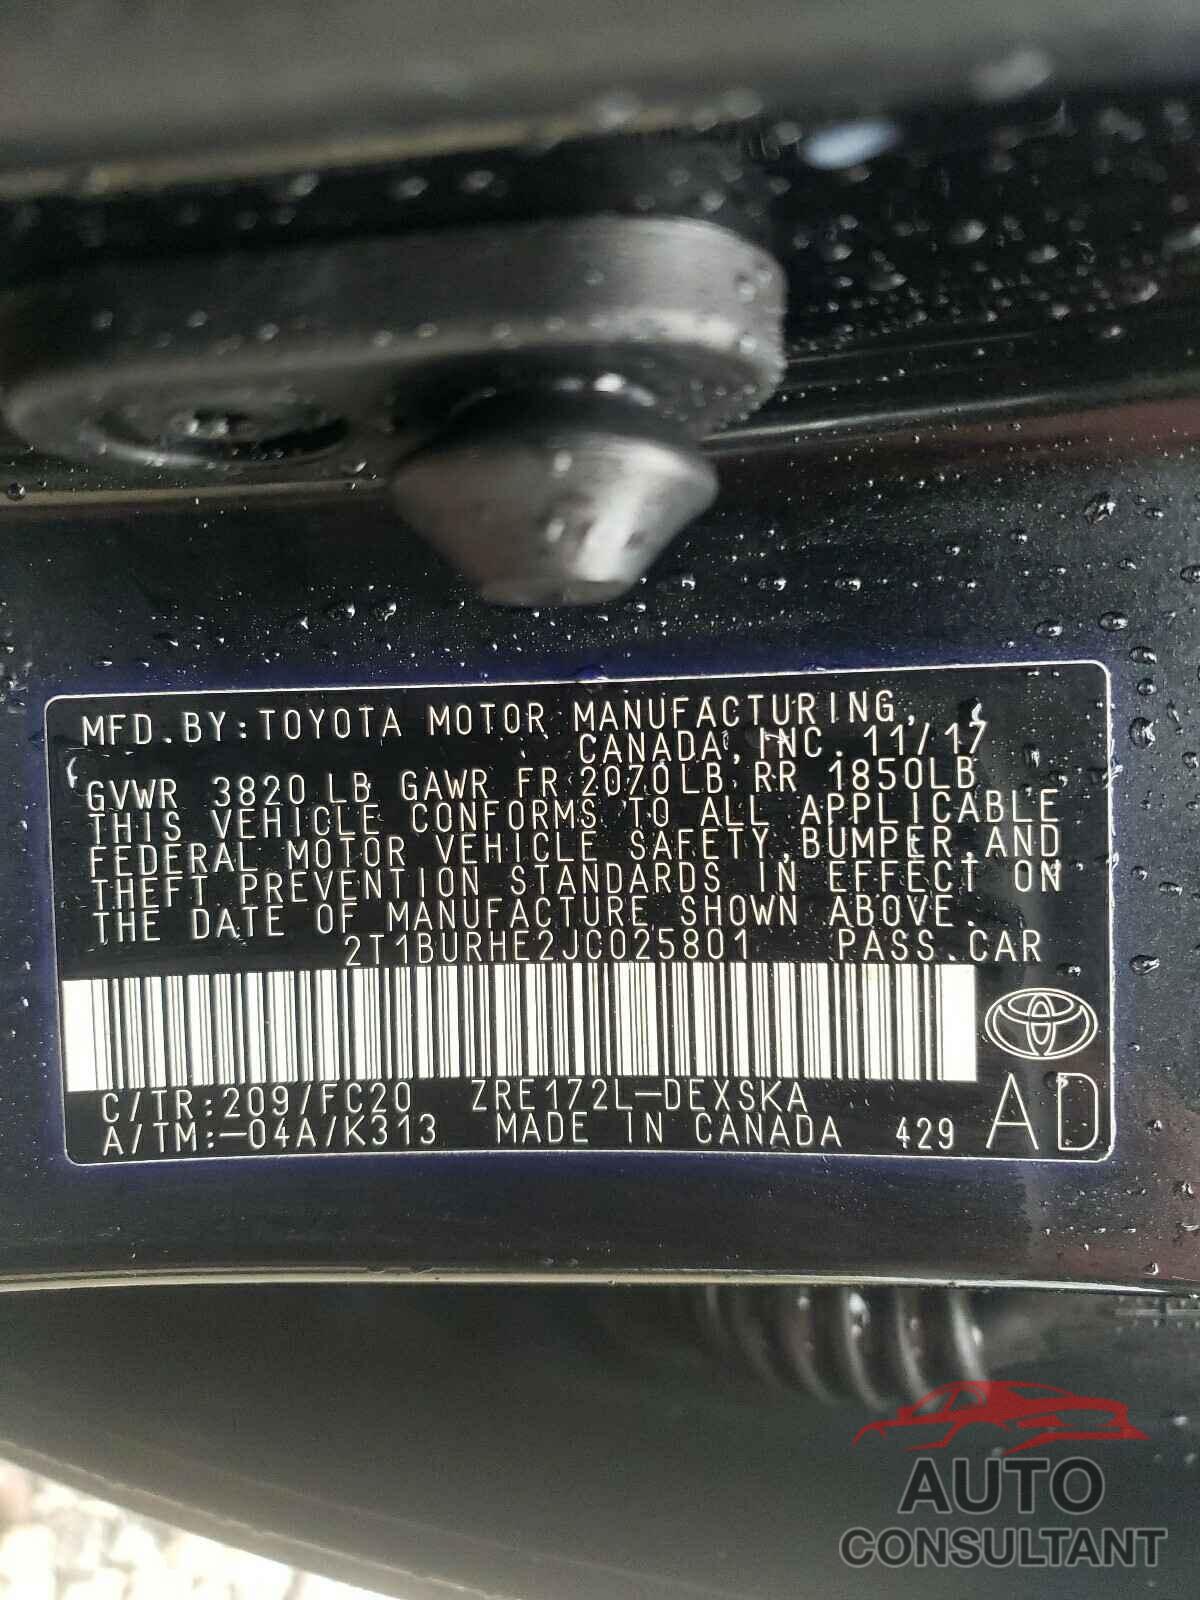 MFD.BY:TOYOTA MOTOR MANUFACTURING,
CANADA,INC. 11/17
GVWR 3820LB GAWR FR 2070LB RR 1850LB
THIS VEHICLE CONFORMS TO ALL APPLICABLE
FEDERAL MOTOR VEHICLE SAFETY,BUMPER,AND
THEFT PREVENTION STANDARDS IN EFFECT ON
THE DATE OF MANUFACTURE SHOWN ABOVE.
2T1BURHE2JC025801 PASS.CAR
C/TR:209/FC20 ZRE172L-DEXSKA
A/TM:-04A/K313 MADE IN CANADA 429 AD
AUTO
CONSULTANT